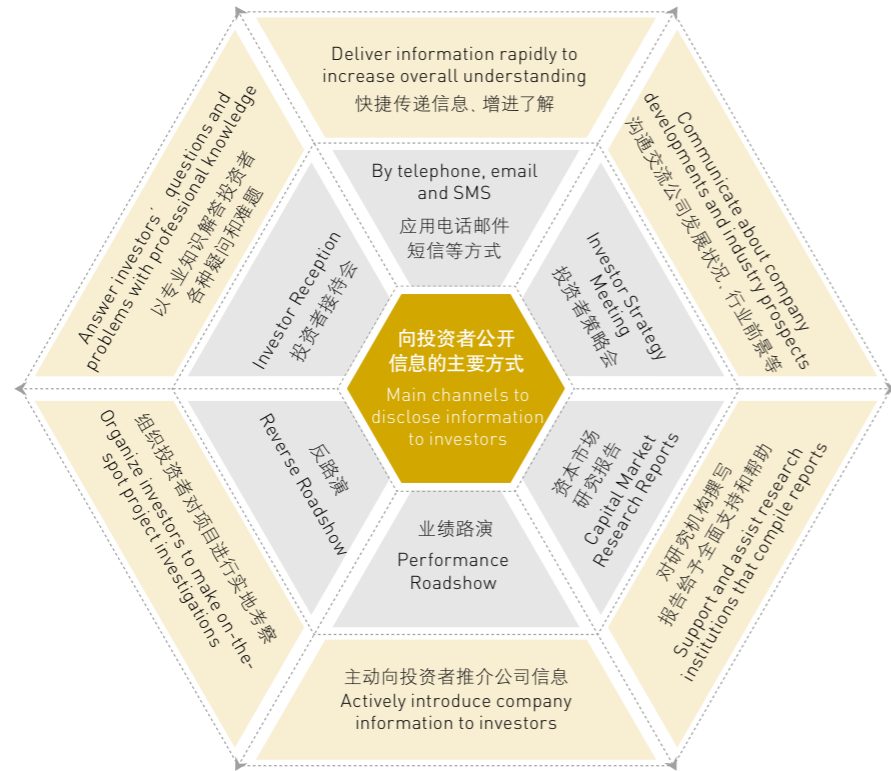 Deliver information rapidly to
increase overall understanding
快捷传递信息、增进了解
By telephone, email
and SMS
应用电话邮件
短信等方式
Communicate about company
developments and industry prospects
沟通交流公司发展状况、行业前景等
Investor Strategy
Meeting
投资者策略会
对研究机构撰写
报告给予全面支持和帮助
Support and assist research
institutions that compile reports
资本市场
研究报告
Capital Market
Research Reports
业绩路演
Performance
Roadshow
主动向投资者推介公司信息
Actively introduce company
information to investors
反路演
Reverse Roadshow
组织投资者对项目进行实地考察
Organize investors to make on-the-
spot project investigations
Investor Reception
投资者接待会
Answer investors' questions and
problems with professional knowledge
以专业知识解答投资者
各种疑问和难题
向投资者公开
信息的主要方式
Main channels to
disclose information
to investors